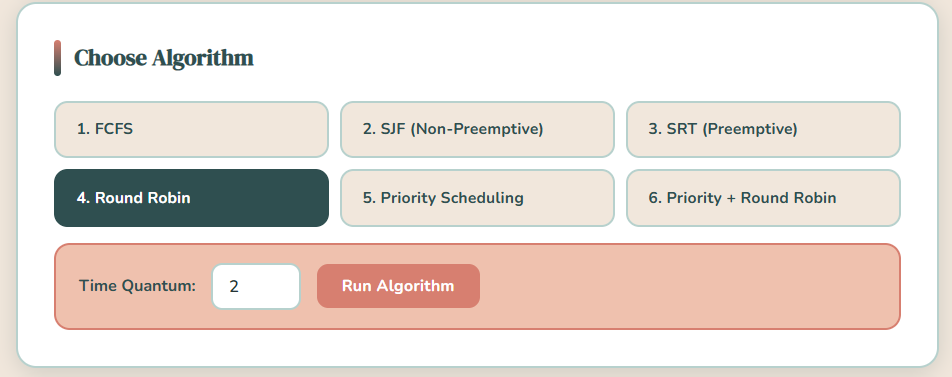 Choose Algorithm
1. FCFS
2. SJF (Non-Preemptive)
3. SRT (Preemptive)
4. Round Robin
5. Priority Scheduling
6. Priority + Round Robin
Time Quantum: 2 Run Algorithm